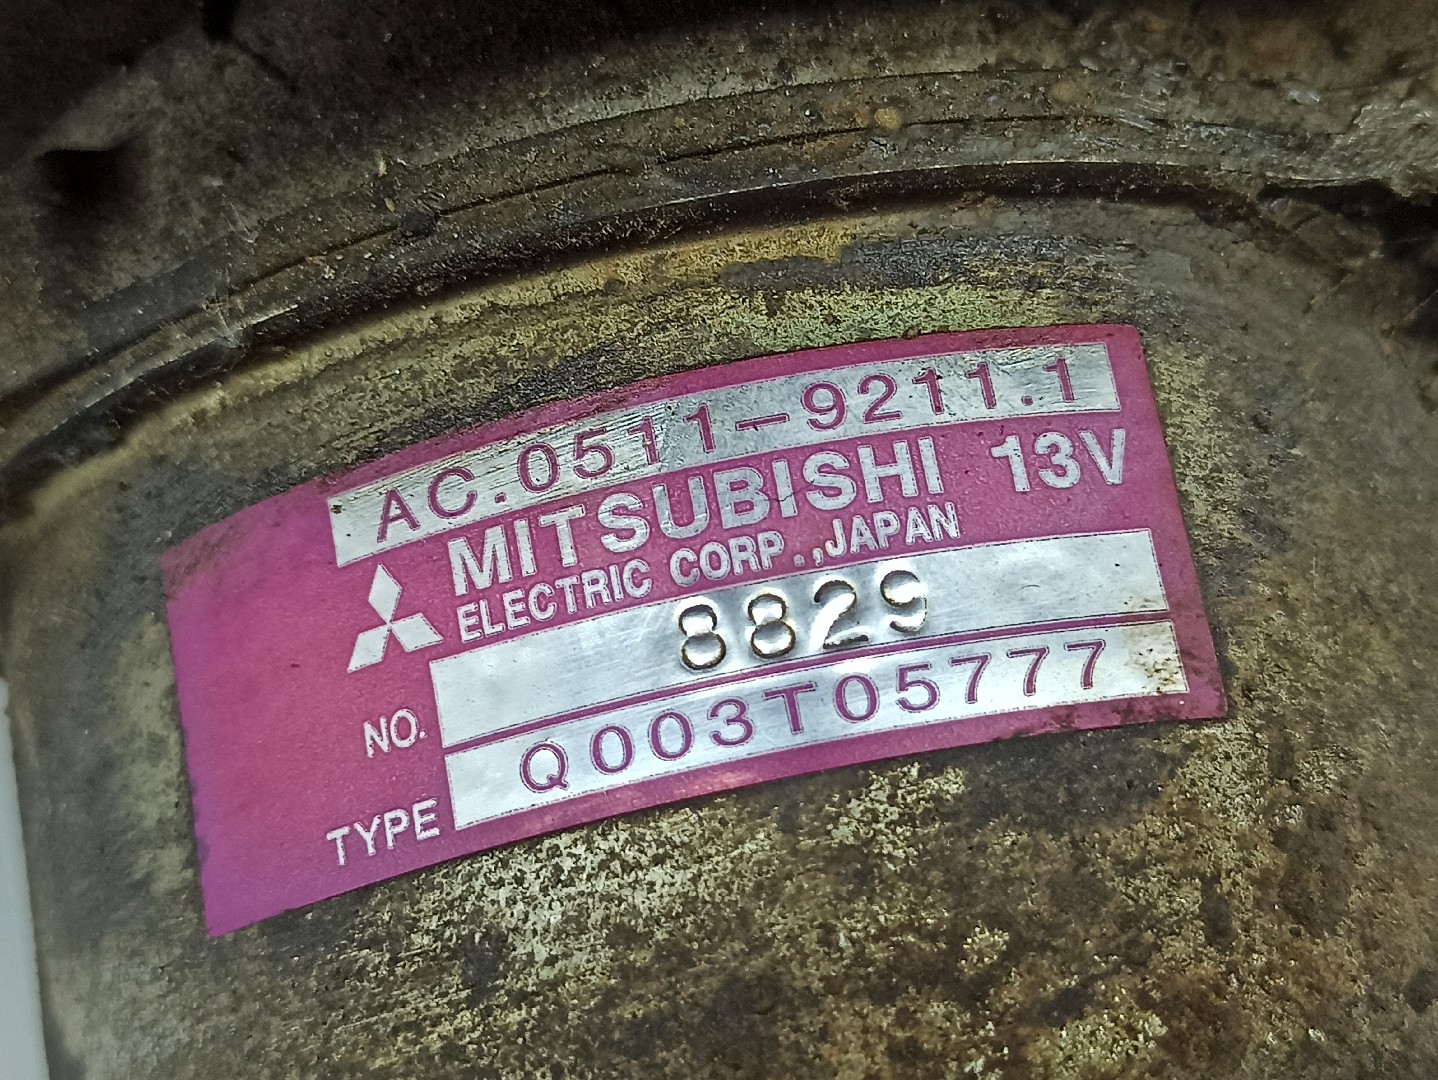 AC.0511-9211.1
MITSUBISHI 13V
ELECTRIC CORP.,JAPAN
NO. 8829
TYPE Q003T05777